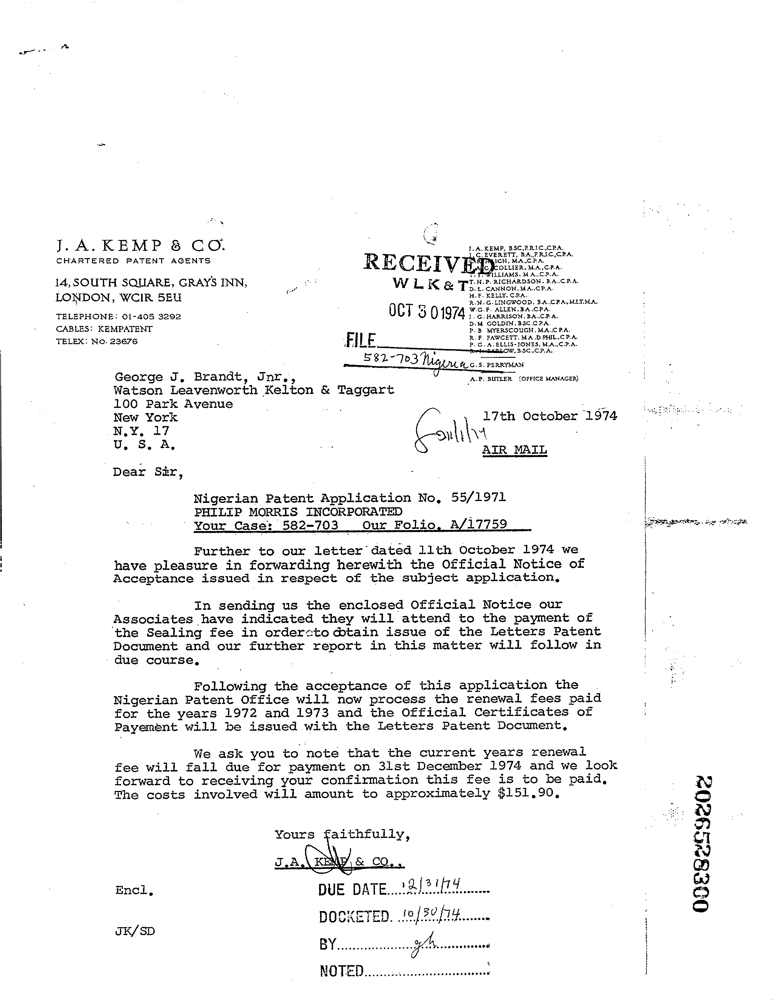 J. A. KEMP & CO.
CHARTERED PATENT AGENTS
14, SOUTH SQUARE, GRAY'S INN,
LONDON, WC1R 5EU
TELEPHONE: 01-405 3292
CABLES: KEMPATENT
TELEX: No. 23676
RECEIVED
W L K & T
OCT 30 1974
FILE
582-703 Nigeria
J. A. KEMP, B.SC., F.R.I.C., C.P.A.
J. C. EVERETT, B.A., F.R.I.C., C.P.A.
COLLIER, M.A., C.P.A.
WILLIAMS, M.A., C.P.A.
T. H. P. RICHARDSON, B.A., C.P.A.
D. L. CANNON, M.A., C.P.A.
H. F. KELLY, C.P.A.
R. N. G. LINGWOOD, B.A., C.P.A., M.I.T.M.A.
W. G. F. ALLEN, B.A., C.P.A.
J. G. HARRISON, B.A., C.P.A.
D. M. GOLDIN, B.SC., C.P.A.
P. B. MYERSCOUGH, M.A., C.P.A.
R. F. FAWCETT, M.A., D.PHIL., C.P.A.
P. G. A. ELLIS-JONES, M.A., C.P.A.
BARLOW, B.SC., C.P.A.
G. S. PERRYMAN
A. P. BUTLER (OFFICE MANAGER)
George J. Brandt, Jnr.,
Watson Leavenworth Kelton & Taggart
100 Park Avenue
New York
N.Y. 17
U. S. A.
17th October 1974
AIR MAIL
Dear Sir,
Nigerian Patent Application No. 55/1971
PHILIP MORRIS INCORPORATED
Your Case: 582-703 Our Folio. A/17759
Further to our letter dated 11th October 1974 we
have pleasure in forwarding herewith the Official Notice of
Acceptance issued in respect of the subject application.
In sending us the enclosed Official Notice our
Associates have indicated they will attend to the payment of
the Sealing fee in order to obtain issue of the Letters Patent
Document and our further report in this matter will follow in
due course.
Following the acceptance of this application the
Nigerian Patent Office will now process the renewal fees paid
for the years 1972 and 1973 and the Official Certificates of
Payement will be issued with the Letters Patent Document.
We ask you to note that the current years renewal
fee will fall due for payment on 31st December 1974 and we look
forward to receiving your confirmation this fee is to be paid.
The costs involved will amount to approximately $151.90.
Yours faithfully,
J.A. KEMP & CO.,
Encl.
JK/SD
DUE DATE 12/31/74
DOCKETED 10/30/74
BY gh
NOTED
2026528300